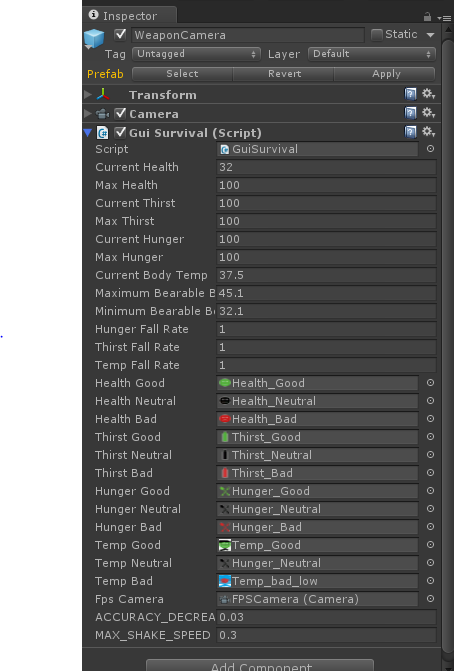 Inspector
WeaponCamera Static
Tag Untagged Layer Default
Prefab Select Revert Apply
Transform
Camera
Gui Survival (Script)
Script GuiSurvival
Current Health 32
Max Health 100
Current Thirst 100
Max Thirst 100
Current Hunger 100
Max Hunger 100
Current Body Temp 37.5
Maximum Bearable B 45.1
Minimum Bearable Bo 32.1
Hunger Fall Rate 1
Thirst Fall Rate 1
Temp Fall Rate 1
Health Good Health_Good
Health Neutral Health_Neutral
Health Bad Health_Bad
Thirst Good Thirst_Good
Thirst Neutral Thirst_Neutral
Thirst Bad Thirst_Bad
Hunger Good Hunger_Good
Hunger Neutral Hunger_Neutral
Hunger Bad Hunger_Bad
Temp Good Temp_Good
Temp Neutral Hunger_Neutral
Temp Bad Temp_bad_low
Fps Camera FPSCamera (Camera)
ACCURACY_DECREA 0.03
MAX_SHAKE_SPEED 0.3
Add Component